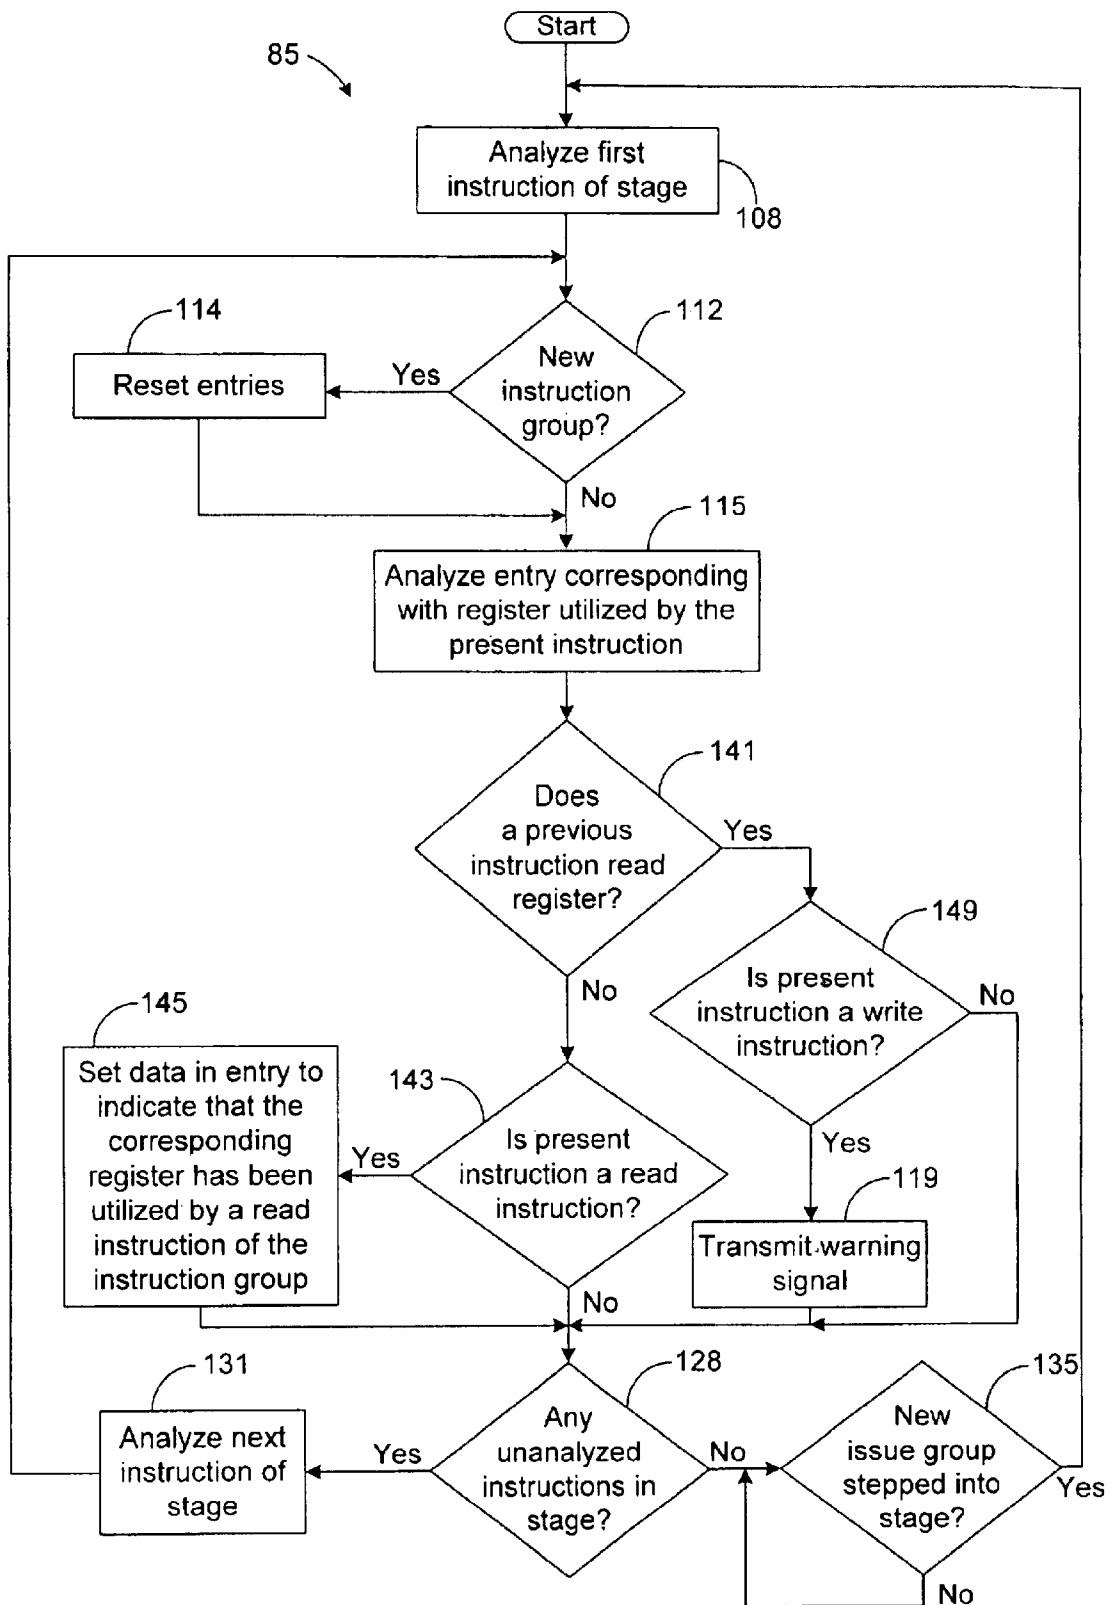 Start
85
Analyze first
instruction of stage
108
114
112
Reset entries
Yes
New
instruction
group?
No
115
Analyze entry corresponding
with register utilized by the
present instruction
141
Does
a previous
instruction read
register?
Yes
149
No
Is present
instruction a write
instruction?
No
145
Set data in entry to
indicate that the
corresponding
register has been
utilized by a read
instruction of the
instruction group
143
Yes
Is present
instruction a read
instruction?
Yes
119
Transmit warning
signal
No
131
128
135
Analyze next
instruction of
stage
Yes
Any
unanalyzed
instructions in
stage?
No
New
issue group
stepped into
stage?
Yes
No